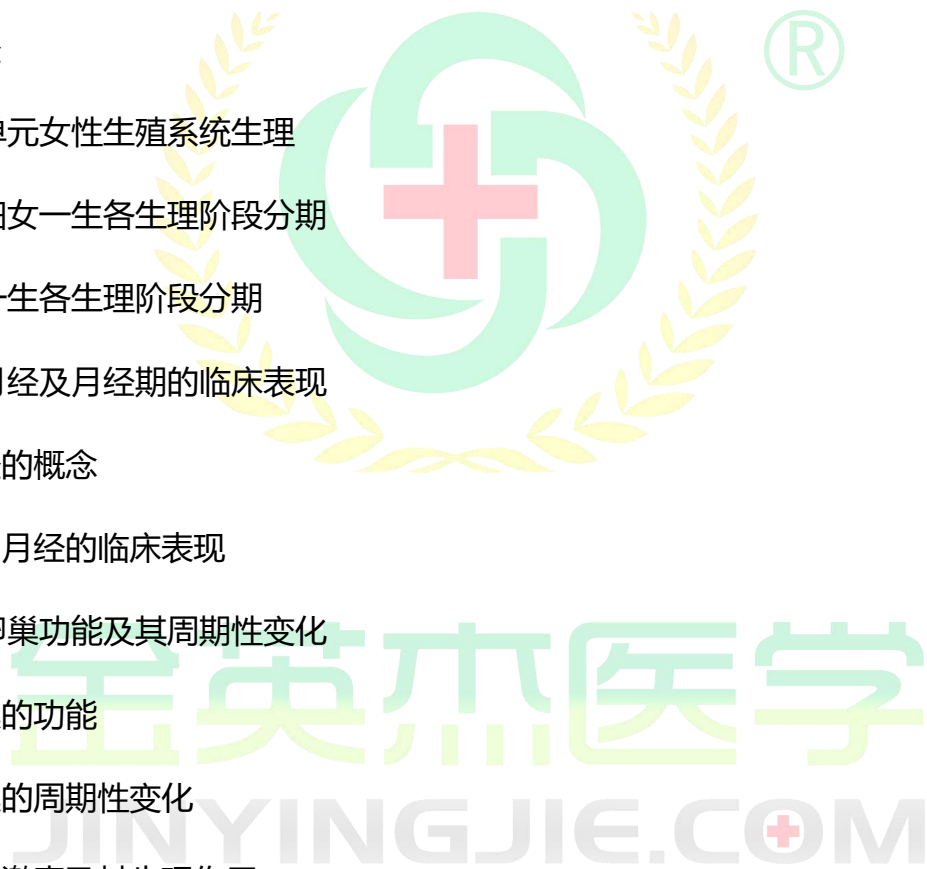 ®
单元女性生殖系统生理
妇女一生各生理阶段分期
一生各生理阶段分期
月经及月经期的临床表现
的概念
月经的临床表现
卵巢功能及其周期性变化
的功能
的周期性变化
金英杰医学
JINYINGJIE.COM